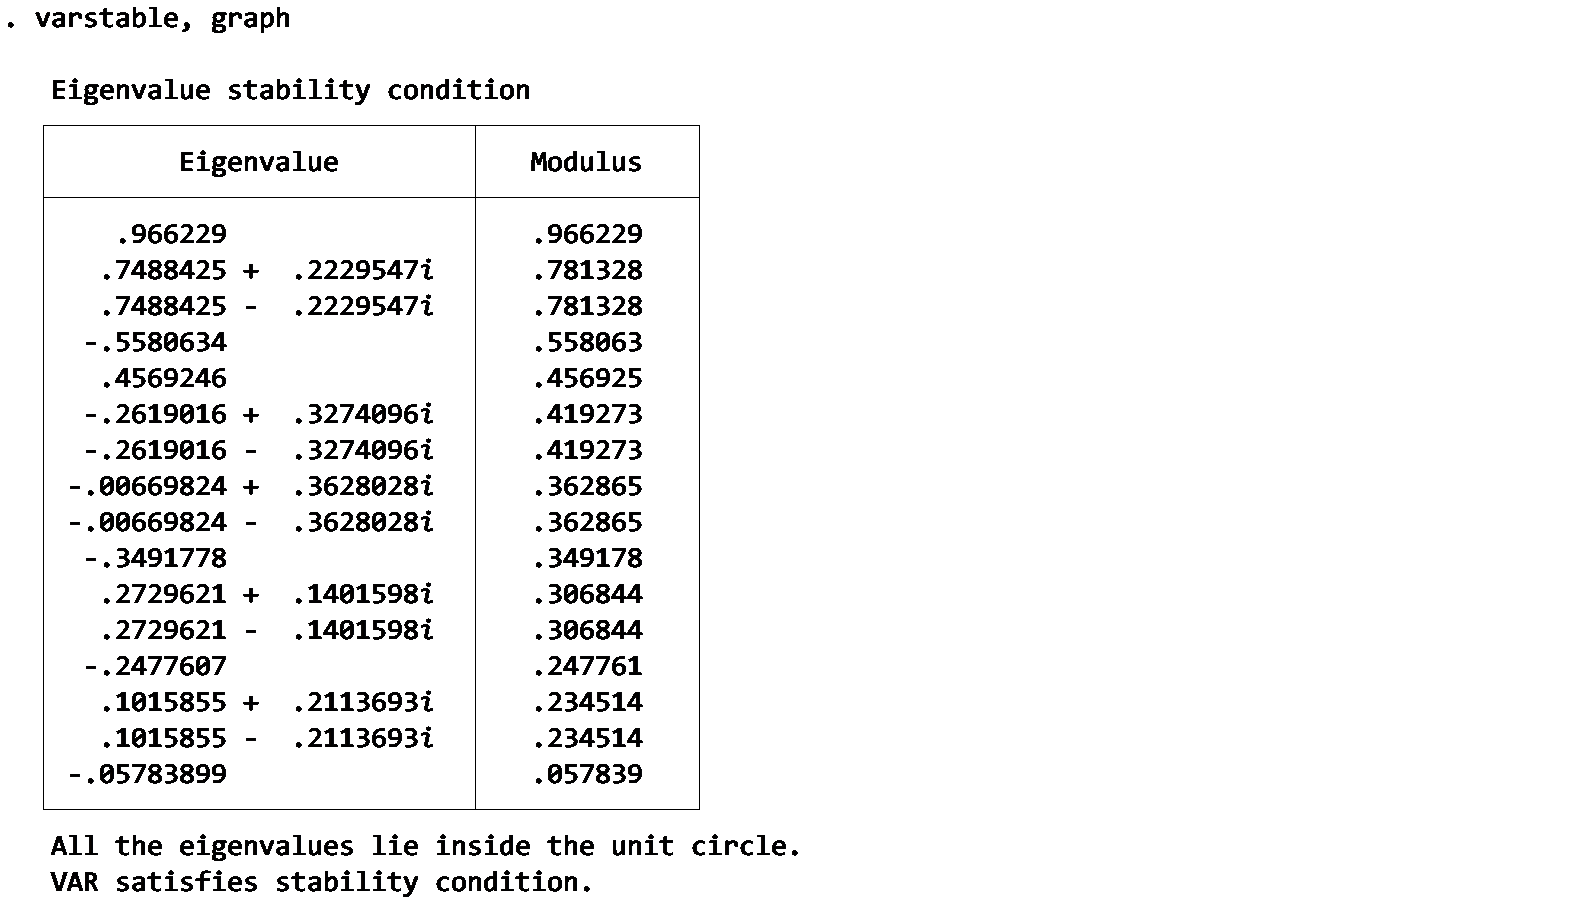 . varstable, graph
Eigenvalue stability condition
Eigenvalue Modulus
.966229 .966229
.7488425 + .2229547i .781328
.7488425 - .2229547i .781328
-.5580634 .558063
.4569246 .456925
-.2619016 + .3274096i .419273
-.2619016 - .3274096i .419273
-.00669824 + .3628028i .362865
-.00669824 - .3628028i .362865
-.3491778 .349178
.2729621 + .1401598i .306844
.2729621 - .1401598i .306844
-.2477607 .247761
.1015855 + .2113693i .234514
.1015855 - .2113693i .234514
-.05783899 .057839
All the eigenvalues lie inside the unit circle.
VAR satisfies stability condition.